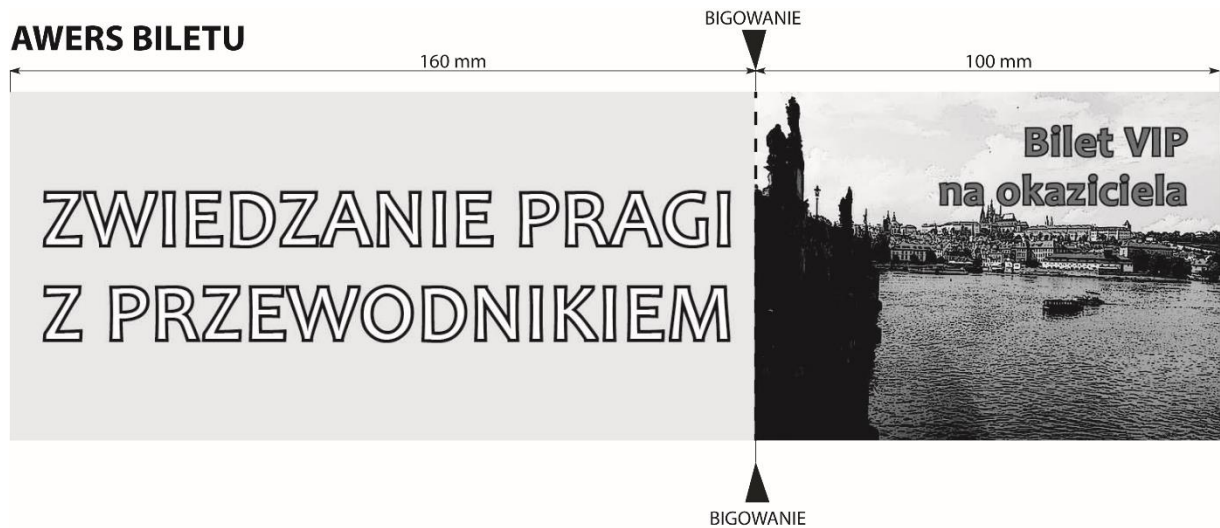 AWERS BILETU
BIGOWANIE
160 mm
100 mm
ZWIEDZANIE PRAGI
Z PRZEWODNIKIEM
Bilet VIP
na okaziciela
BIGOWANIE